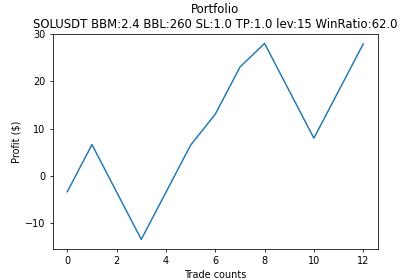 Portfolio
SOLUSDT BBM:2.4 BBL:260 SL:1.0 TP:1.0 lev:15 WinRatio:62.0
30
20
10
0
−10
Profit ($)
0 2 4 6 8 10 12
Trade counts